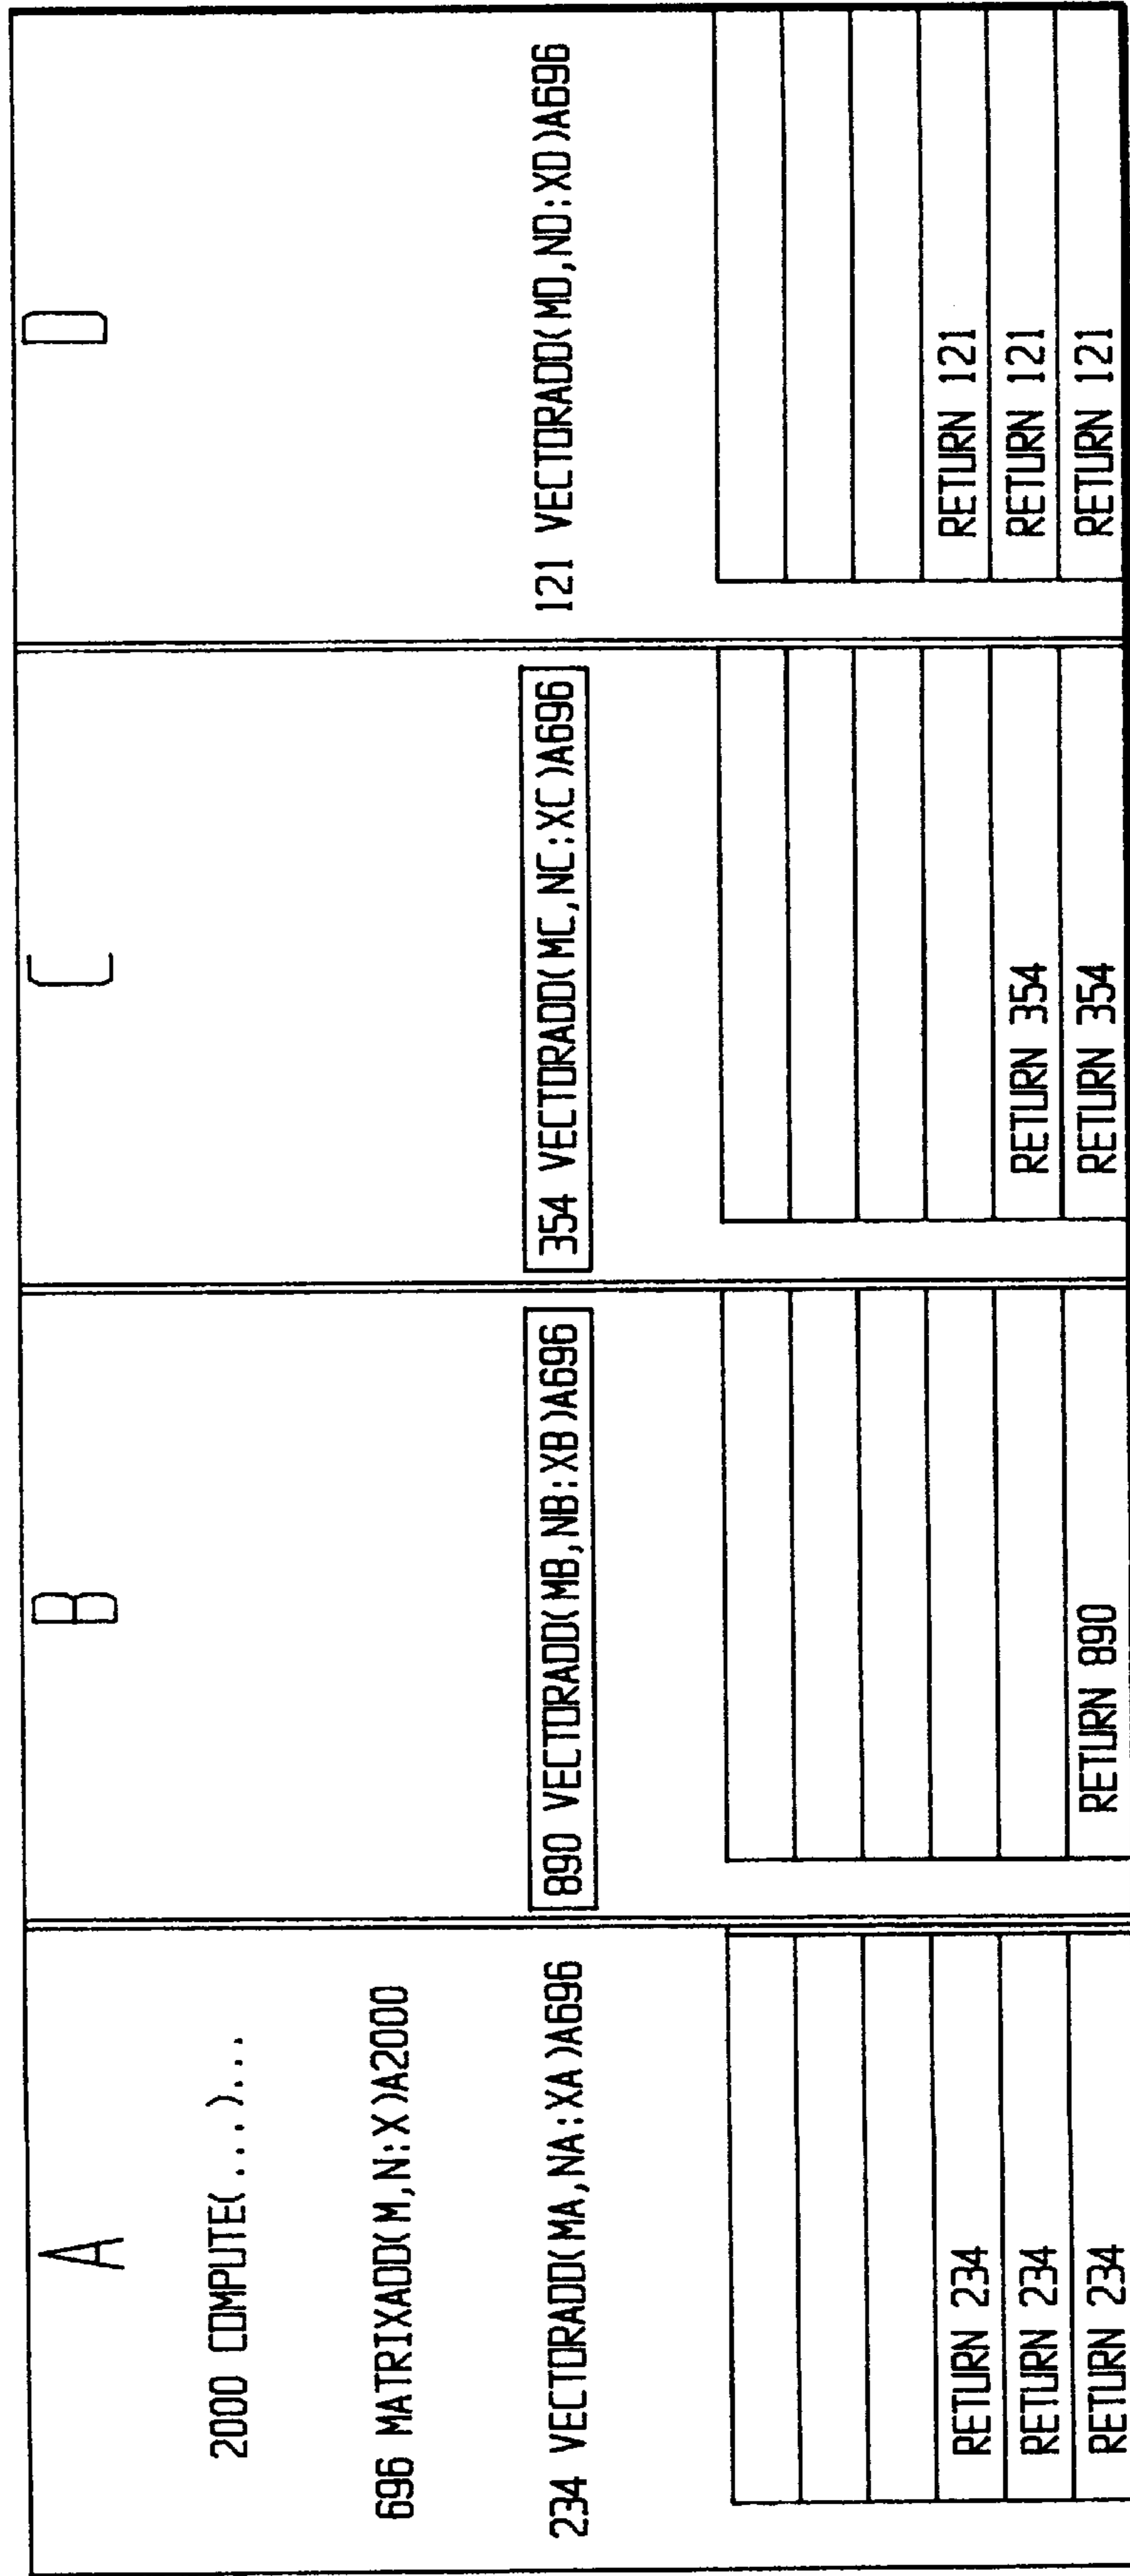 A
2000 COMPUTE(...)...
696 MATRIXADD(M,N:X)A2000
234 VECTORADD(MA,NA:XA)A696
RETURN 234
RETURN 234
RETURN 234
B
890 VECTORADD(MB,NB:XB)A696
RETURN 890
C
354 VECTORADD(MC,NC:XC)A696
RETURN 354
RETURN 354
D
121 VECTORADD(MD,ND:XD)A696
RETURN 121
RETURN 121
RETURN 121